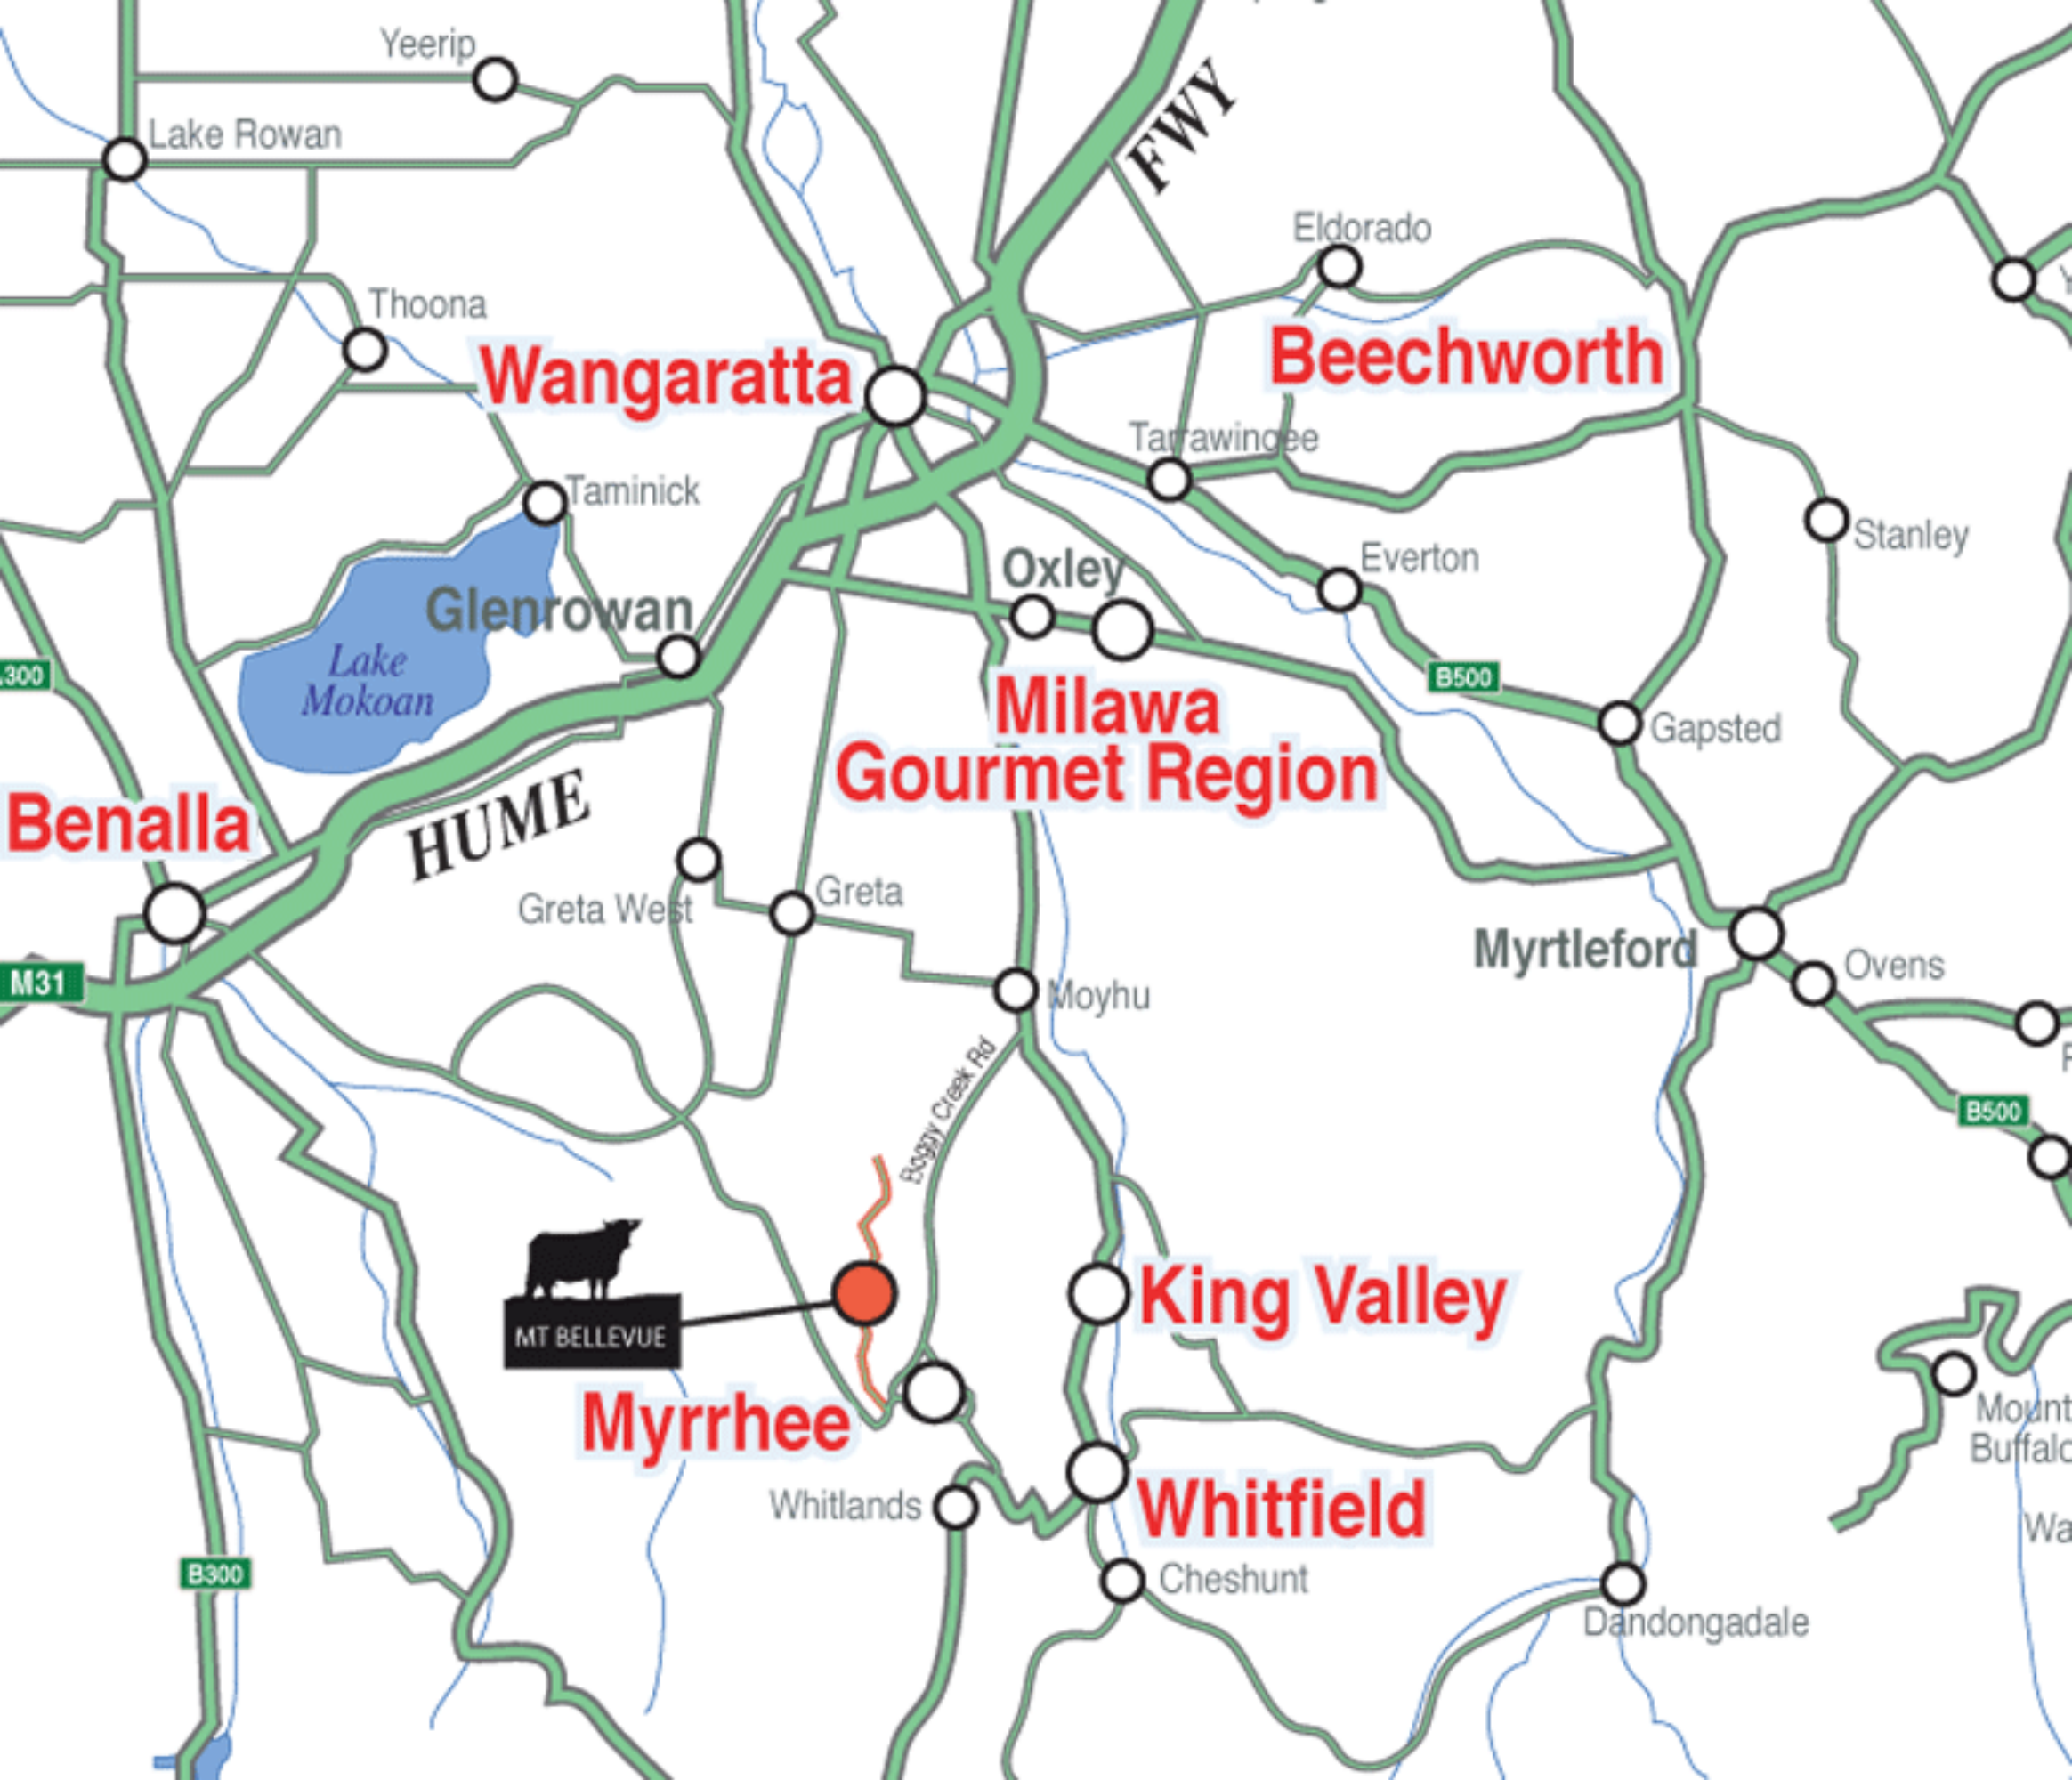 Yeerip
Lake Rowan
FWY
Eldorado
Thoona
Wangaratta
Beechworth
Tarrawingee
Taminick
Stanley
Everton
Oxley
Glenrowan
Lake
Mokoan
B500
Milawa
Gourmet Region
Gapsted
Benalla
HUME
Greta West
Greta
Myrtleford
Ovens
M31
Moyhu
Boggy Creek Rd
B500
King Valley
MT BELLEVUE
Myrrhee
Mount
Whitlands
Whitfield
B300
Cheshunt
Dandongadale